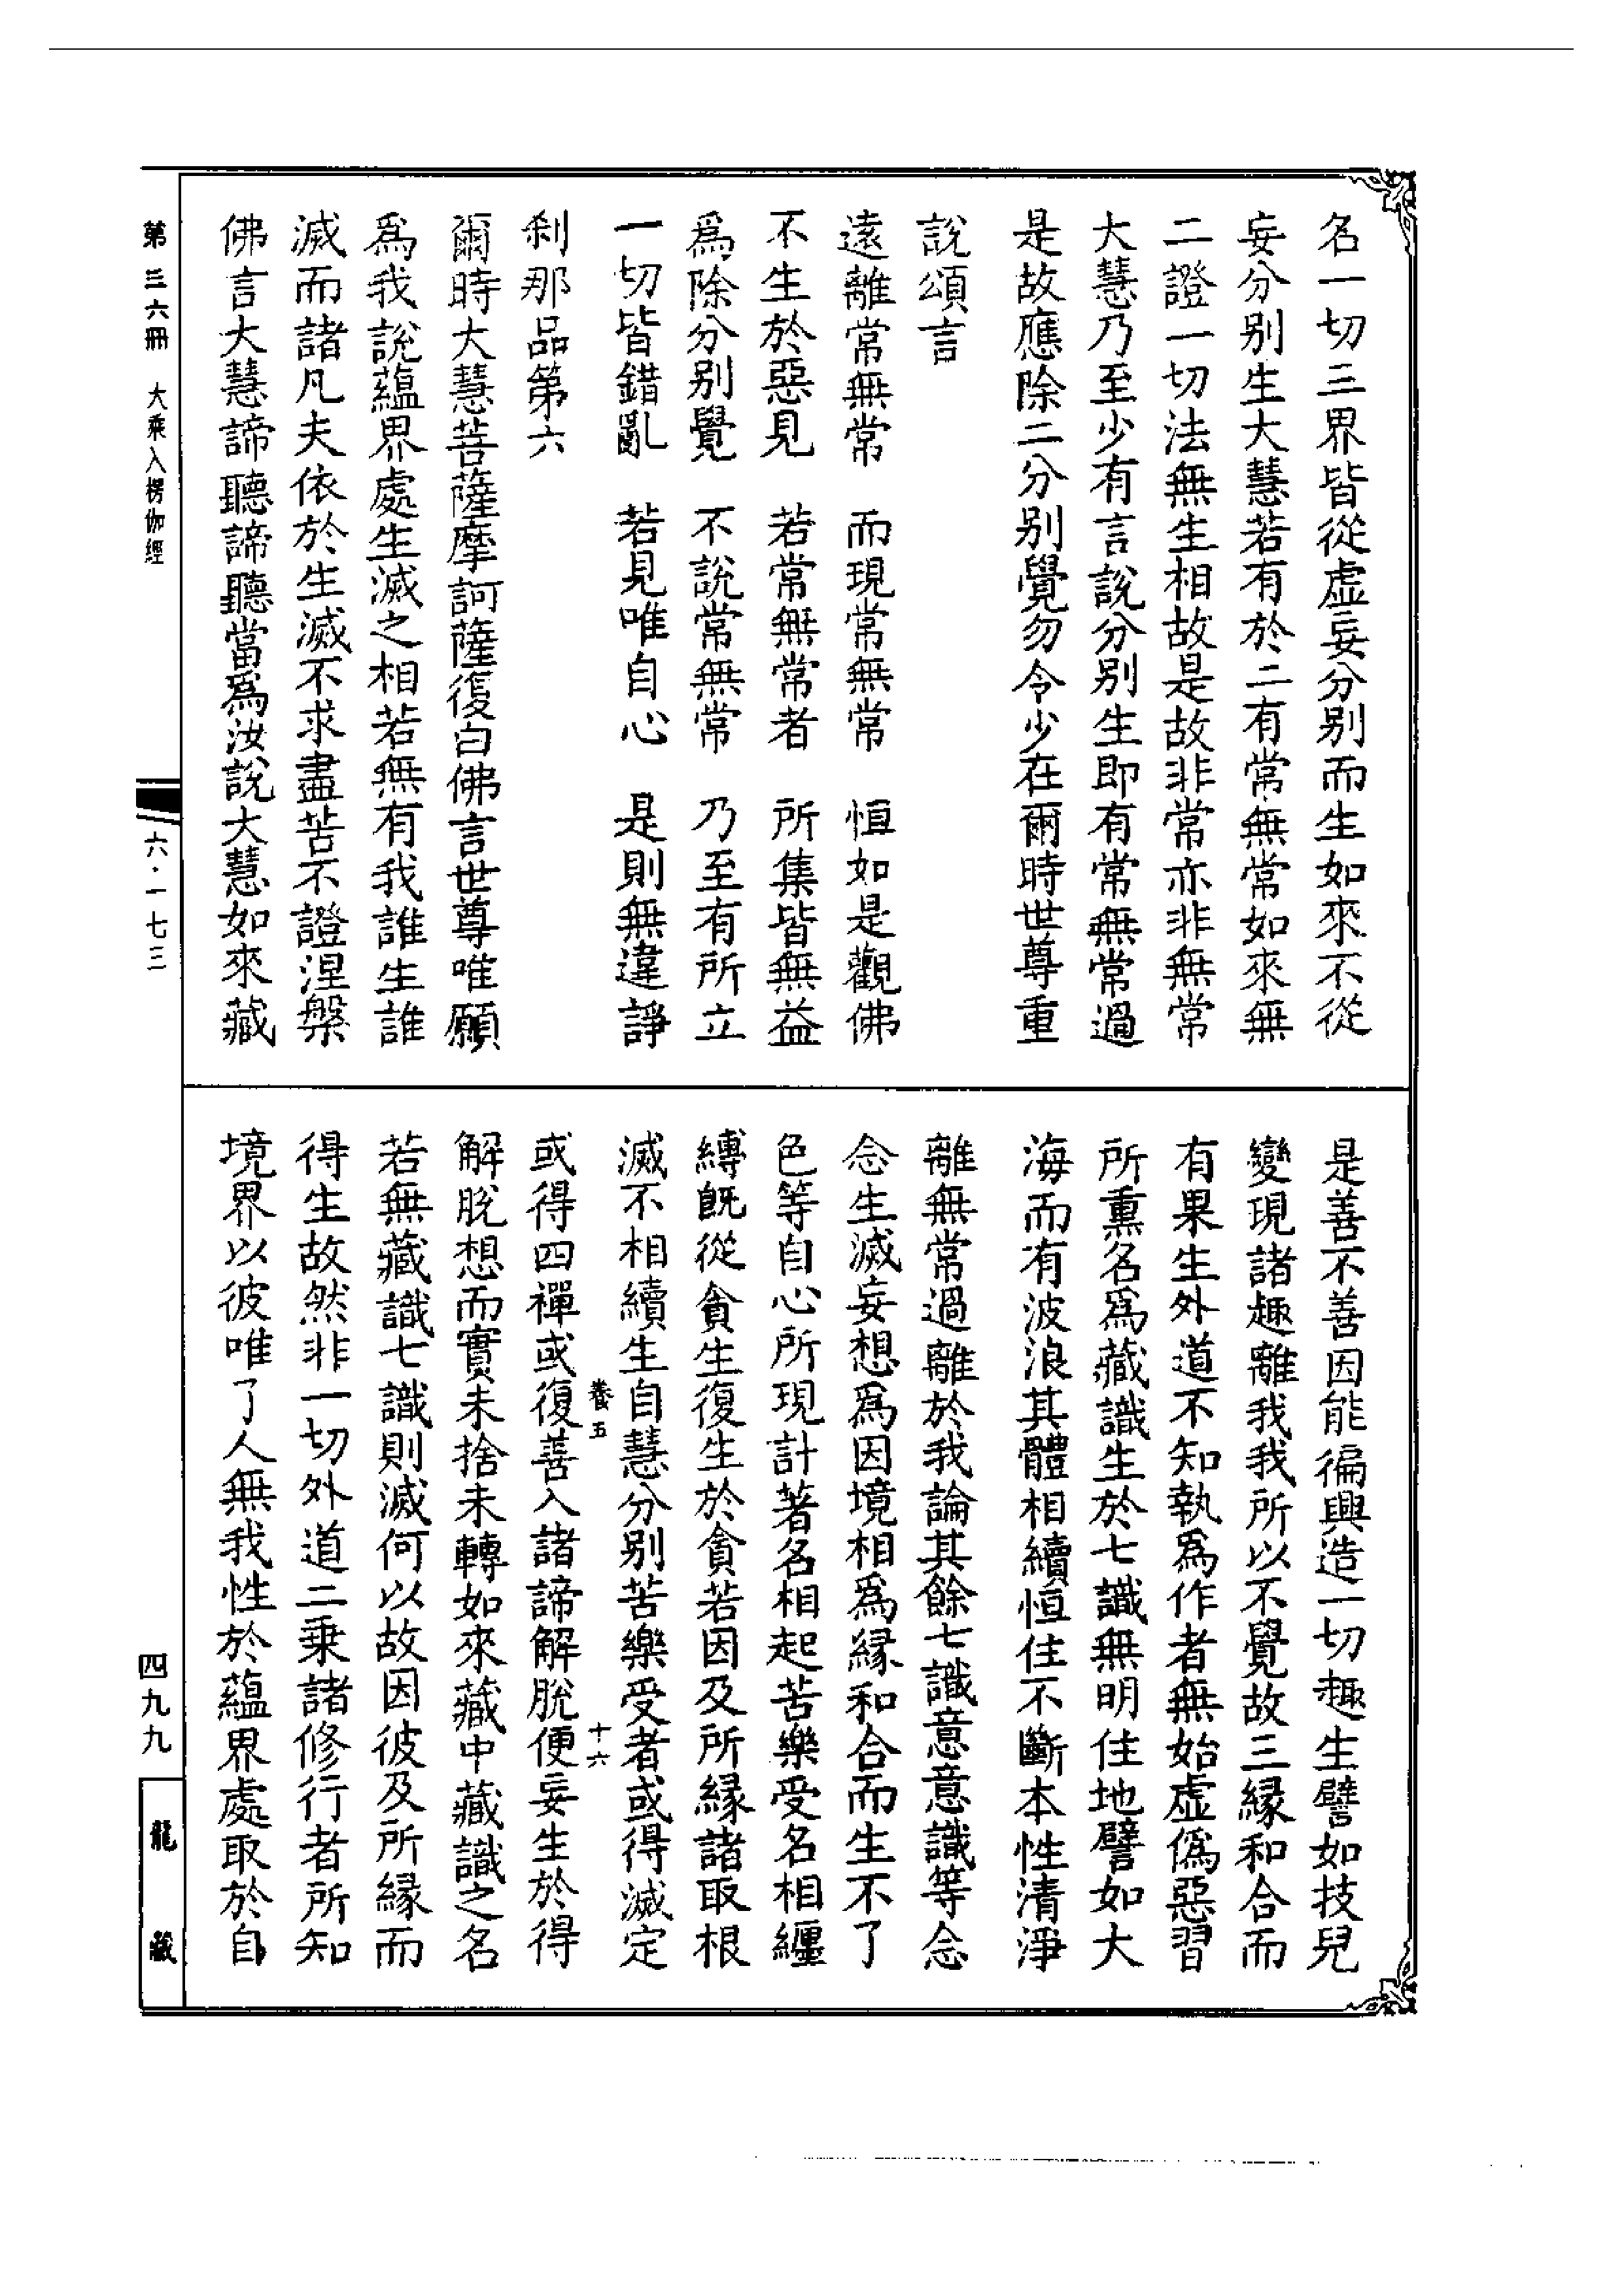 名一切三界皆從虛妄分別而生如來不從
妄分別生大慧若有於二有常無常如來無
二證一切法無生相故是故非常亦非無常
大慧乃至少有言說分別生即有常無常過
是故應除二分別覺勿令少在爾時世尊重
說頌言
遠離常無常　而現常無常　恒如是觀佛
不生於惡見　若常無常者　所集皆無益
爲除分別覺　不說常無常　乃至有所立
一切皆錯亂　若見唯自心　是則無違諍
剎那品第六
爾時大慧菩薩摩訶薩復白佛言世尊唯願
爲我說蘊界處生滅之相若無有我誰生誰
滅而諸凡夫依於生滅不求盡苦不證涅槃
佛言大慧諦聽諦聽當爲汝說大慧如來藏
是善不善因能徧興造一切趣生譬如技兒
變現諸趣離我我所以不覺故三緣和合而
有果生外道不知執爲作者無始虛僞惡習
所熏名爲藏識生於七識無明住地譬如大
海而有波浪其體相續恒住不斷本性清淨
離無常過離於我論其餘七識意意識等念
念生滅妄想爲因境相爲緣和合而生不了
色等自心所現計著名相起苦樂受名相纏
縛既從貪生復生於貪若因及所緣諸取根
滅不相續生自慧分別苦樂受者或得滅定
卷五　十六
或得四禪或復善入諸諦解脫便妄生於得
解脫想而實未捨未轉如來藏中藏識之名
若無藏識七識則滅何以故因彼及所緣而
得生故然非一切外道二乘諸修行者所知
境界以彼唯了人無我性於蘊界處取於自
第三六冊　大乘入楞伽經
六·一七三
四九九
龍藏